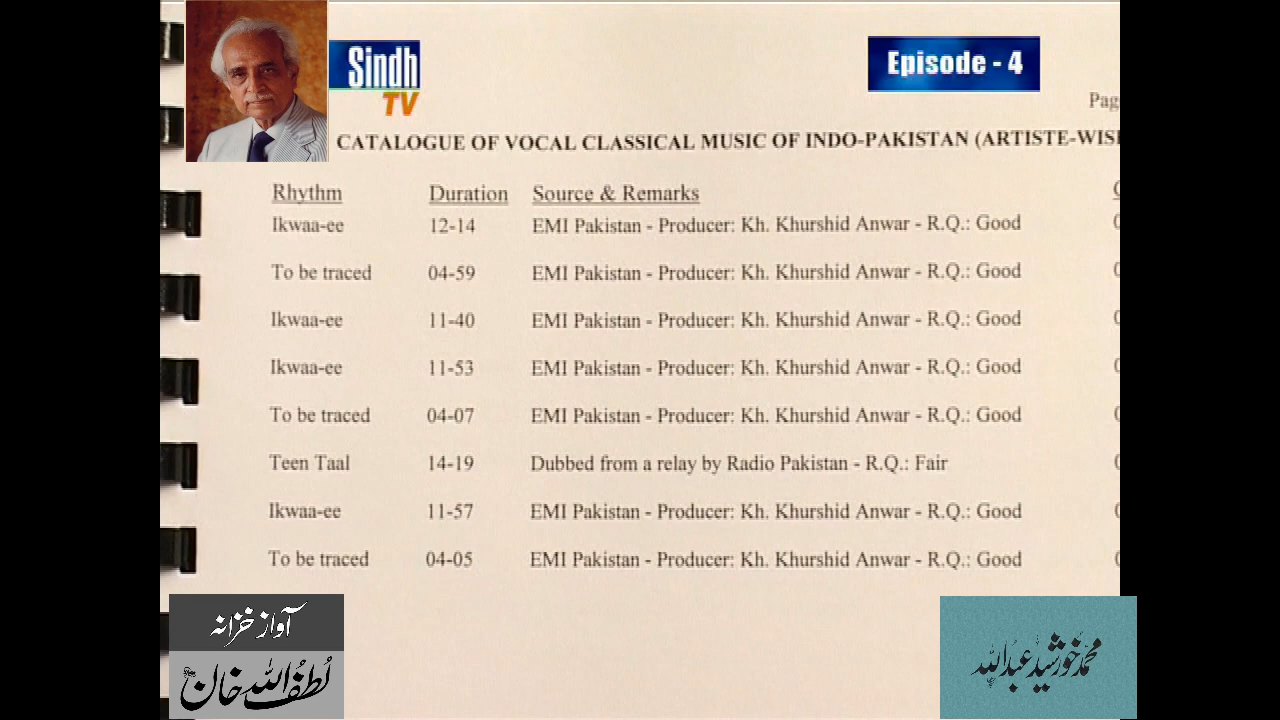 Sindh
TV
Episode - 4
Pag
CATALOGUE OF VOCAL CLASSICAL MUSIC OF INDO-PAKISTAN (ARTISTE-WIS
Rhythm Duration Source & Remarks
Ikwaa-ee 12-14 EMI Pakistan - Producer: Kh. Khurshid Anwar - R.Q.: Good
To be traced 04-59 EMI Pakistan - Producer: Kh. Khurshid Anwar - R.Q.: Good
Ikwaa-ee 11-40 EMI Pakistan - Producer: Kh. Khurshid Anwar - R.Q.: Good
Ikwaa-ee 11-53 EMI Pakistan - Producer: Kh. Khurshid Anwar - R.Q.: Good
To be traced 04-07 EMI Pakistan - Producer: Kh. Khurshid Anwar - R.Q.: Good
Teen Taal 14-19 Dubbed from a relay by Radio Pakistan - R.Q.: Fair
Ikwaa-ee 11-57 EMI Pakistan - Producer: Kh. Khurshid Anwar - R.Q.: Good
To be traced 04-05 EMI Pakistan - Producer: Kh. Khurshid Anwar - R.Q.: Good
آواز خزانہ
لُطفُ اللہ خان
محمد خورشید عبداللہ